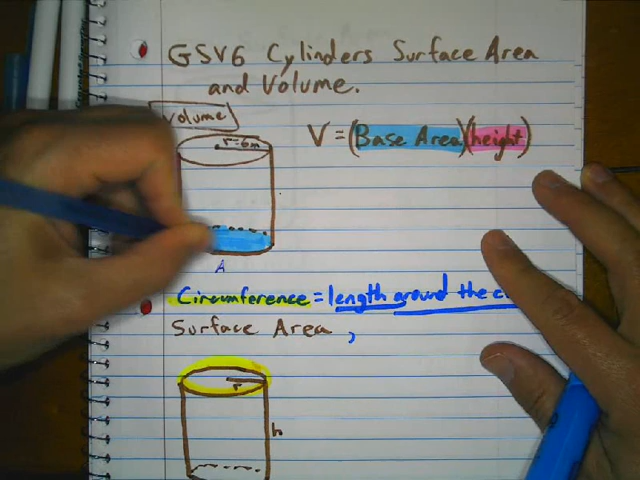 GSV6 Cylinders Surface Area
and Volume.
Volume
r=6m
V = (Base Area)(height)
A
Circumference = length around the
Surface Area,
r
h